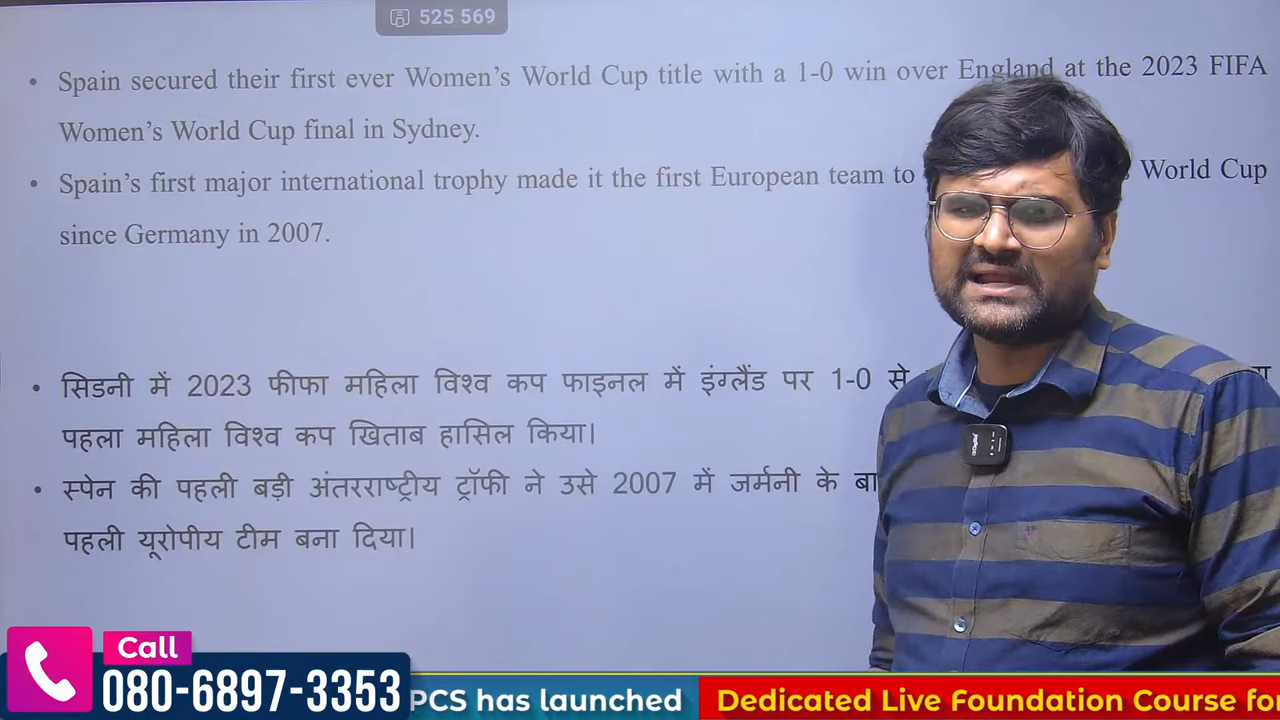 525 569
• Spain secured their first ever Women's World Cup title with a 1-0 win over England at the 2023 FIFA
Women's World Cup final in Sydney.
• Spain's first major international trophy made it the first European team to World Cup
since Germany in 2007.
• सिडनी में 2023 फीफा महिला विश्व कप फाइनल में इंग्लैंड पर 1-0 से
पहला महिला विश्व कप खिताब हासिल किया।
• स्पेन की पहली बड़ी अंतरराष्ट्रीय ट्रॉफी ने उसे 2007 में जर्मनी के
पहली यूरोपीय टीम बना दिया।
Call
080-6897-3353
PCS has launched Dedicated Live Foundation Course